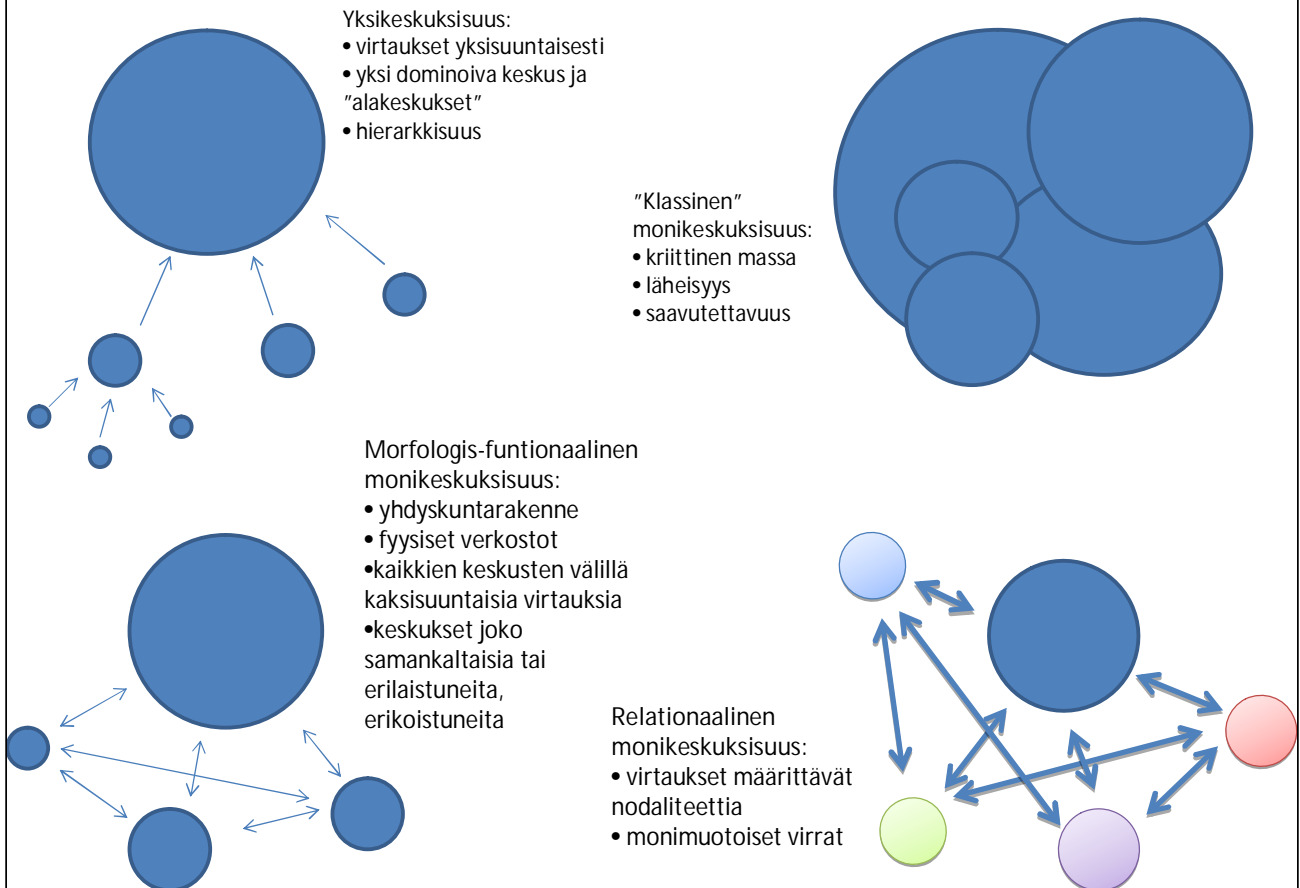 Yksikeskuksisuus:
• virtaukset yksisuuntaisesti
• yksi dominoiva keskus ja
"alakeskukset"
• hierarkkisuus
"Klassinen"
monikeskuksisuus:
• kriittinen massa
• läheisyys
• saavutettavuus
Morfologis-funtionaalinen
monikeskuksisuus:
• yhdyskuntarakenne
• fyysiset verkostot
•kaikkien keskusten välillä
kaksisuuntaisia virtauksia
•keskukset joko
samankaltaisia tai
erilaistuneita,
erikoistuneita
Relationaalinen
monikeskuksisuus:
• virtaukset määrittävät
nodaliteettia
• monimuotoiset virrat